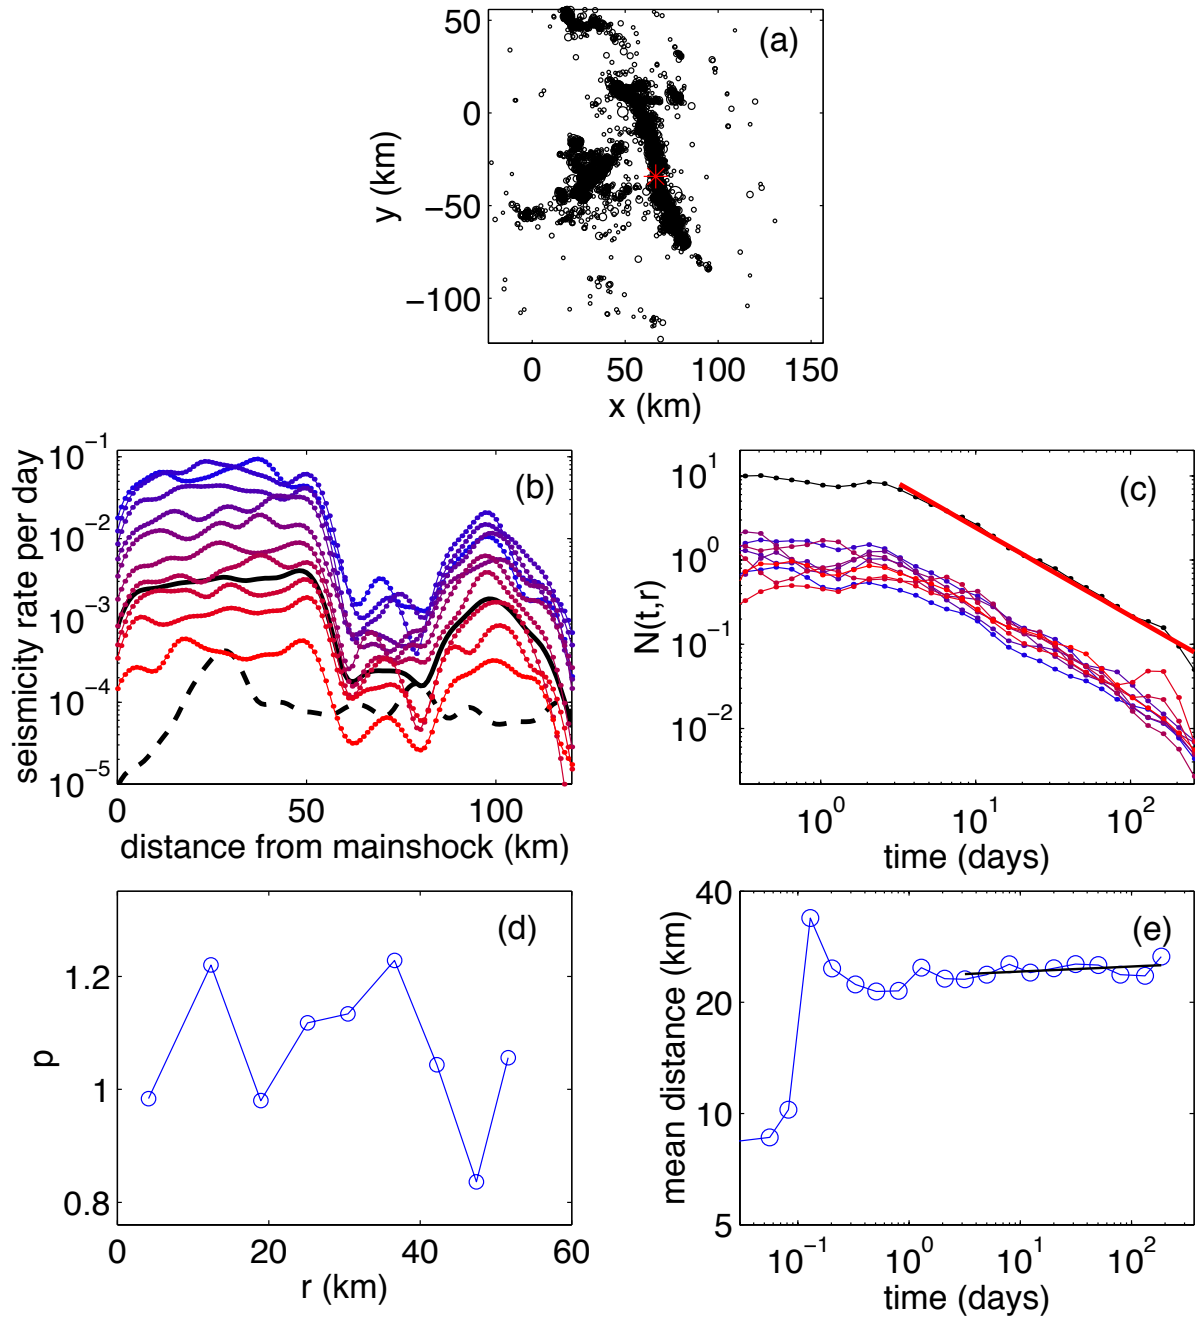 (a)
50
0
−50
−100
y (km)
0 50 100 150
x (km)
(b)
10^-1
10^-2
10^-3
10^-4
10^-5
seismicity rate per day
0 50 100
distance from mainshock (km)
(c)
10^1
10^0
10^-1
10^-2
N(t,r)
10^0 10^1 10^2
time (days)
(d)
1.2
1
0.8
p
0 20 40 60
r (km)
(e)
40
20
10
5
mean distance (km)
10^-1 10^0 10^1 10^2
time (days)